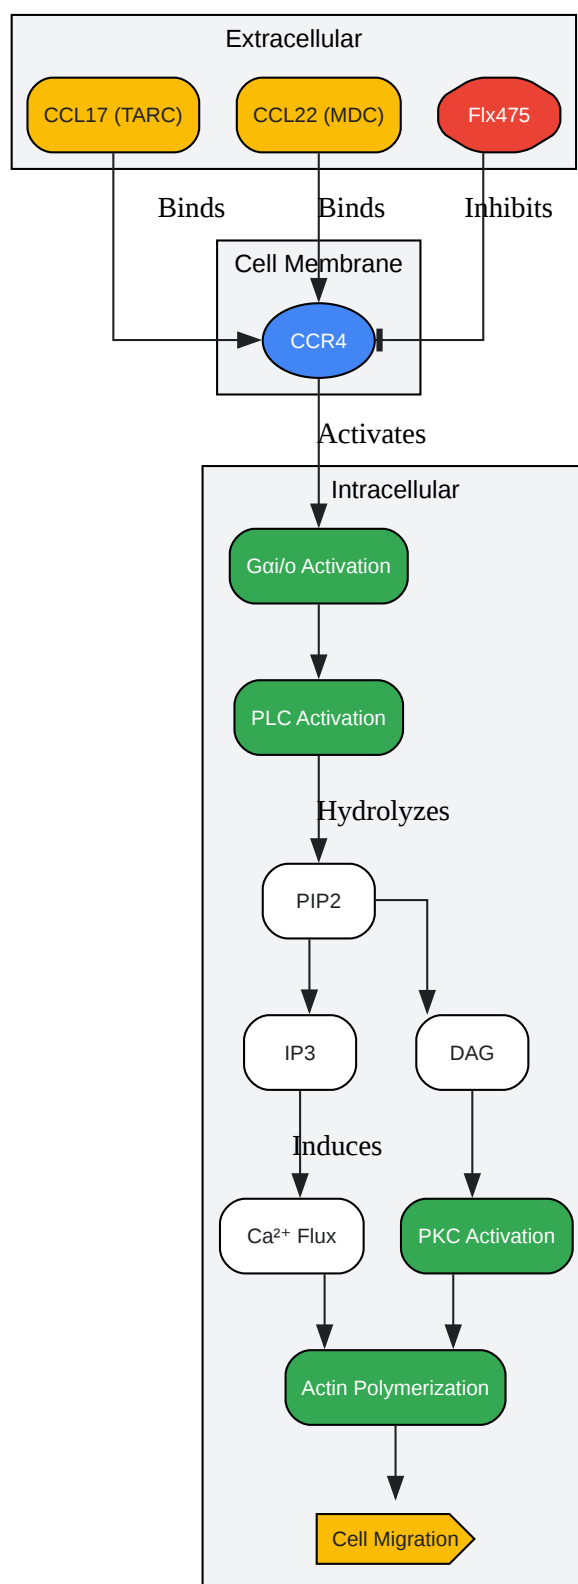 Extracellular
CCL17 (TARC)
CCL22 (MDC)
Flx475
Binds
Binds
Inhibits
Cell Membrane
CCR4
Activates
Intracellular
Gαi/o Activation
PLC Activation
Hydrolyzes
PIP2
IP3
DAG
Induces
Ca²⁺ Flux
PKC Activation
Actin Polymerization
Cell Migration